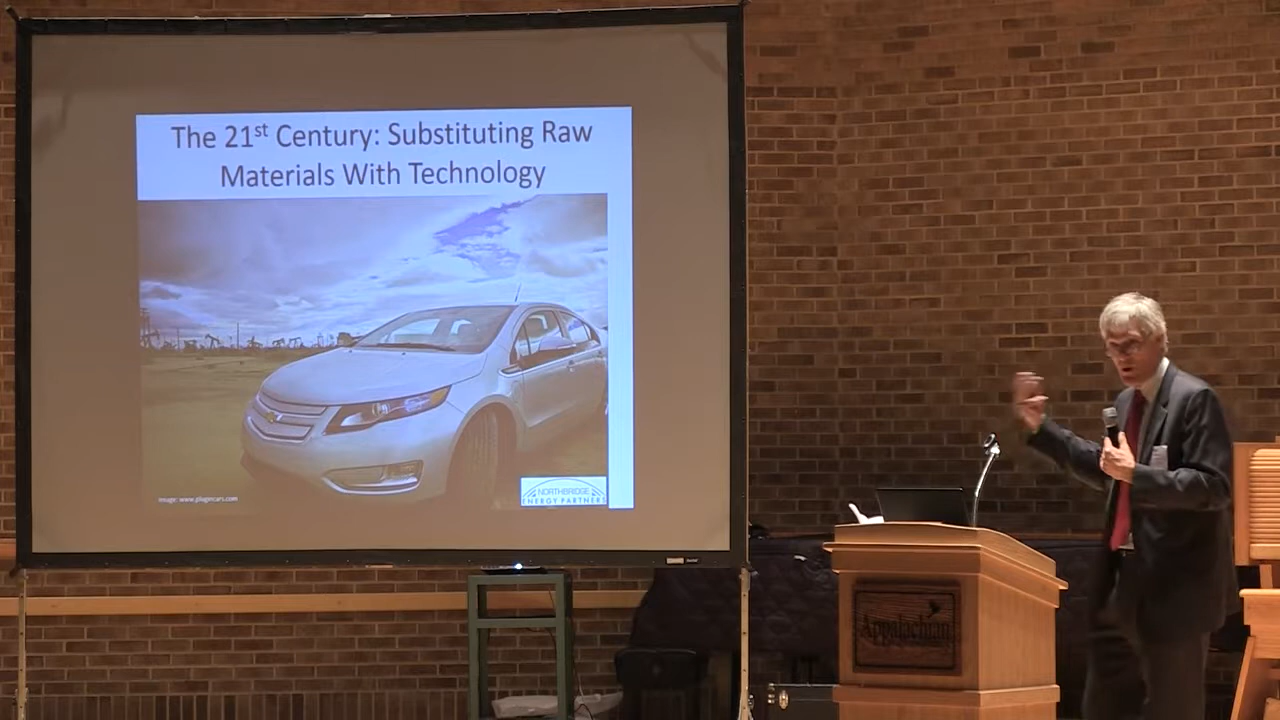 The 21st Century: Substituting Raw
Materials With Technology
Image: www.plugincars.com
NORTHBRIDGE
ENERGY PARTNERS
Appalachian